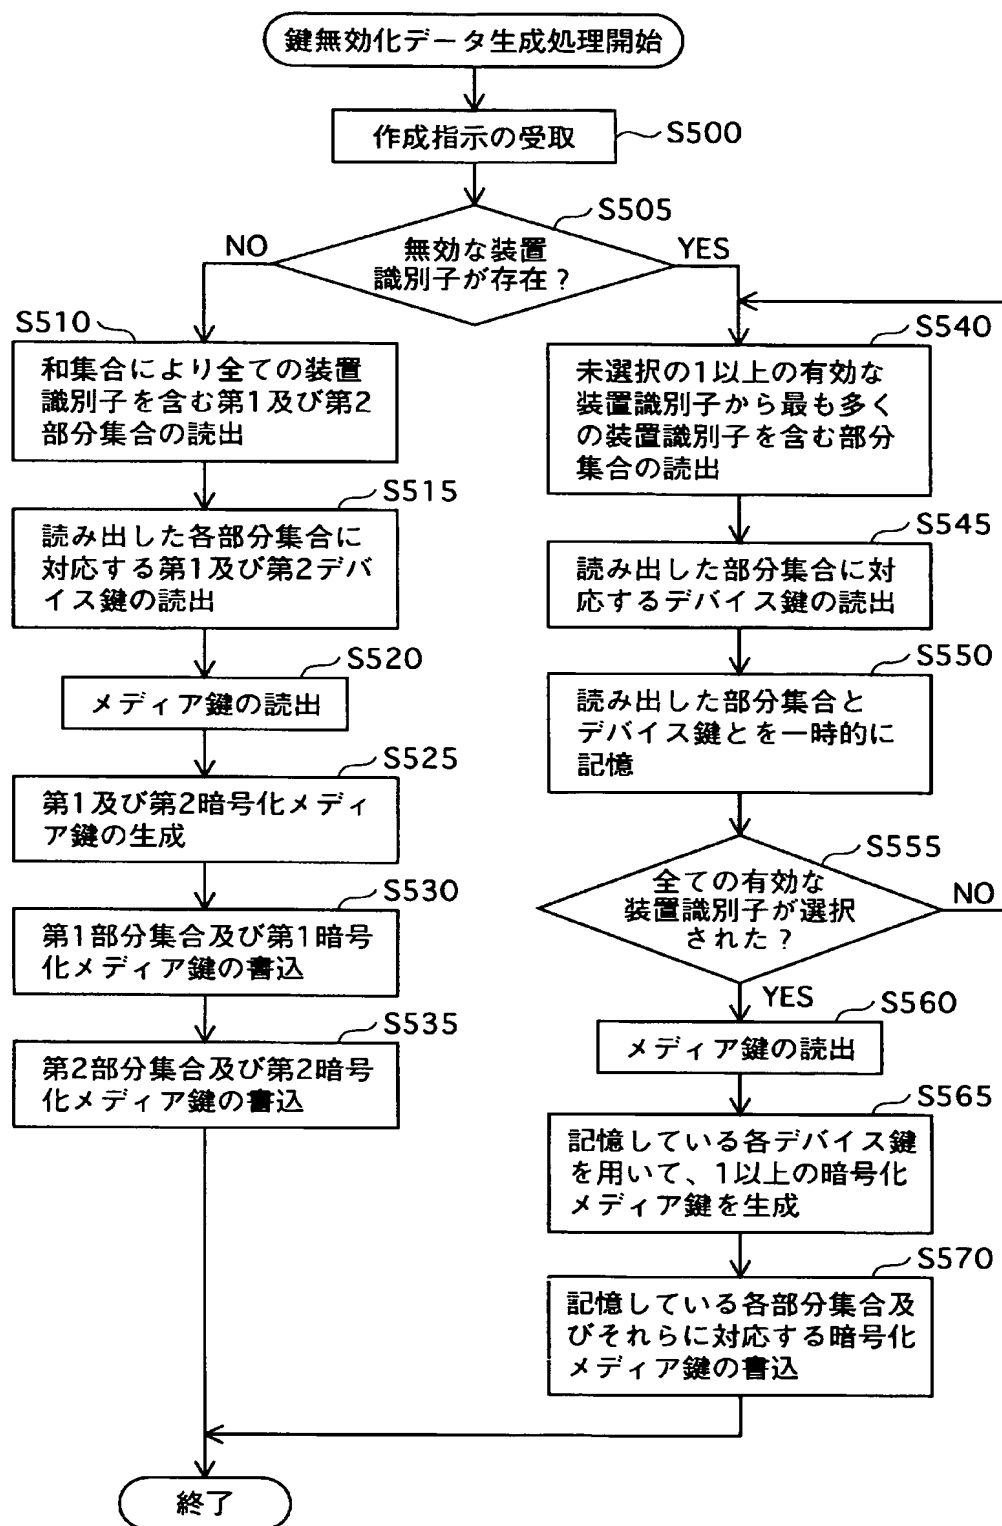 鍵無効化データ生成処理開始
作成指示の受取
S500
S505
無効な装置
識別子が存在?
NO
YES
S510
和集合により全ての装置
識別子を含む第1及び第2
部分集合の読出
S515
読み出した各部分集合に
対応する第1及び第2デバ
イス鍵の読出
S520
メディア鍵の読出
S525
第1及び第2暗号化メディ
ア鍵の生成
S530
第1部分集合及び第1暗号
化メディア鍵の書込
S535
第2部分集合及び第2暗号
化メディア鍵の書込
S540
未選択の1以上の有効な
装置識別子から最も多く
の装置識別子を含む部分
集合の読出
S545
読み出した部分集合に対
応するデバイス鍵の読出
S550
読み出した部分集合と
デバイス鍵とを一時的に
記憶
S555
全ての有効な
装置識別子が選択
された?
NO
YES
S560
メディア鍵の読出
S565
記憶している各デバイス鍵
を用いて、1以上の暗号化
メディア鍵を生成
S570
記憶している各部分集合及
びそれらに対応する暗号化
メディア鍵の書込
終了